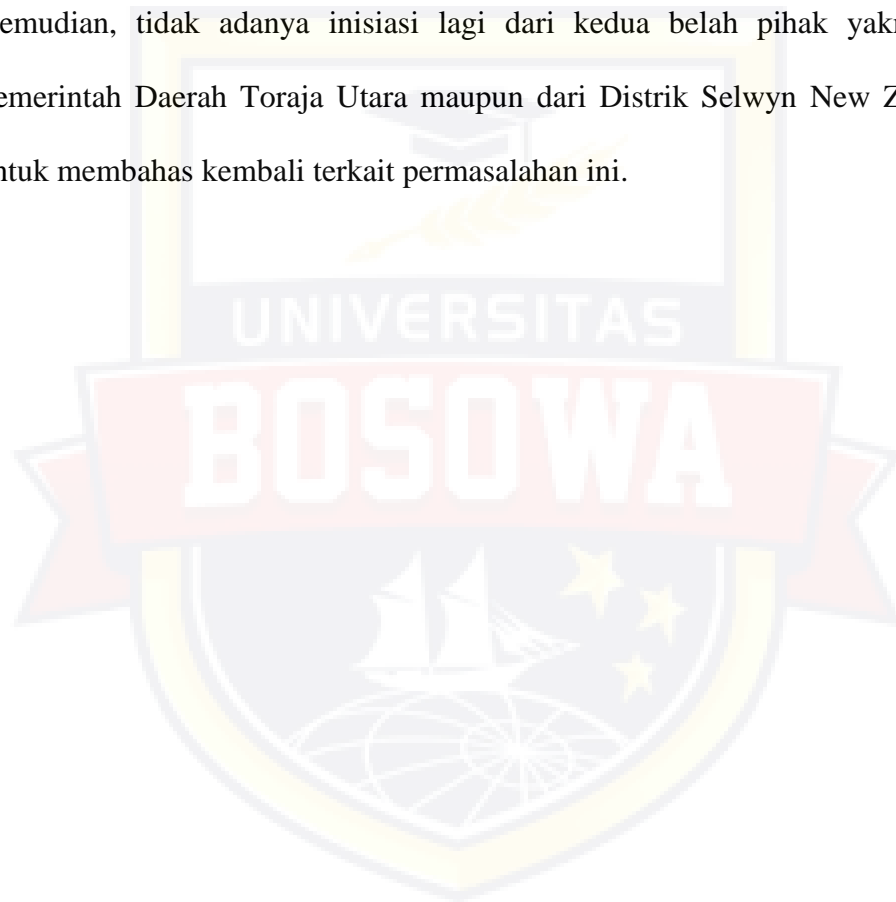 emudian, tidak adanya inisiasi lagi dari kedua belah pihak yak
emerintah Daerah Toraja Utara maupun dari Distrik Selwyn New Z
ntuk membahas kembali terkait permasalahan ini.
UNIVERSITAS
BOSOWA